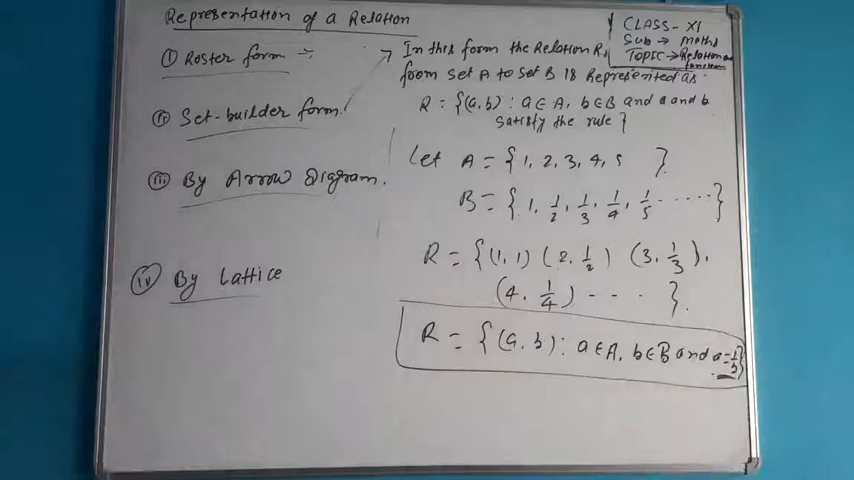 Representation of a Relation
(i) Roster form :-
(ii) Set-builder form.
(iii) By Arrow Diagram.
(iv) By Lattice
CLASS - XI
Sub → maths
TOPIC → Relation &
function
In this form the Relation R,
from set A to set B is Represented as.
R = {(a,b) : a ∈ A, b ∈ B and a and b
satisfy the rule }
Let A = { 1, 2, 3, 4, 5 }.
B = { 1, 1/2, 1/3, 1/4, 1/5 ..... }
R = { (1,1) (2, 1/2) (3, 1/3),
(4, 1/4) - - - - }.
R = { (a, b) : a ∈ A, b ∈ B and a = 1/b }